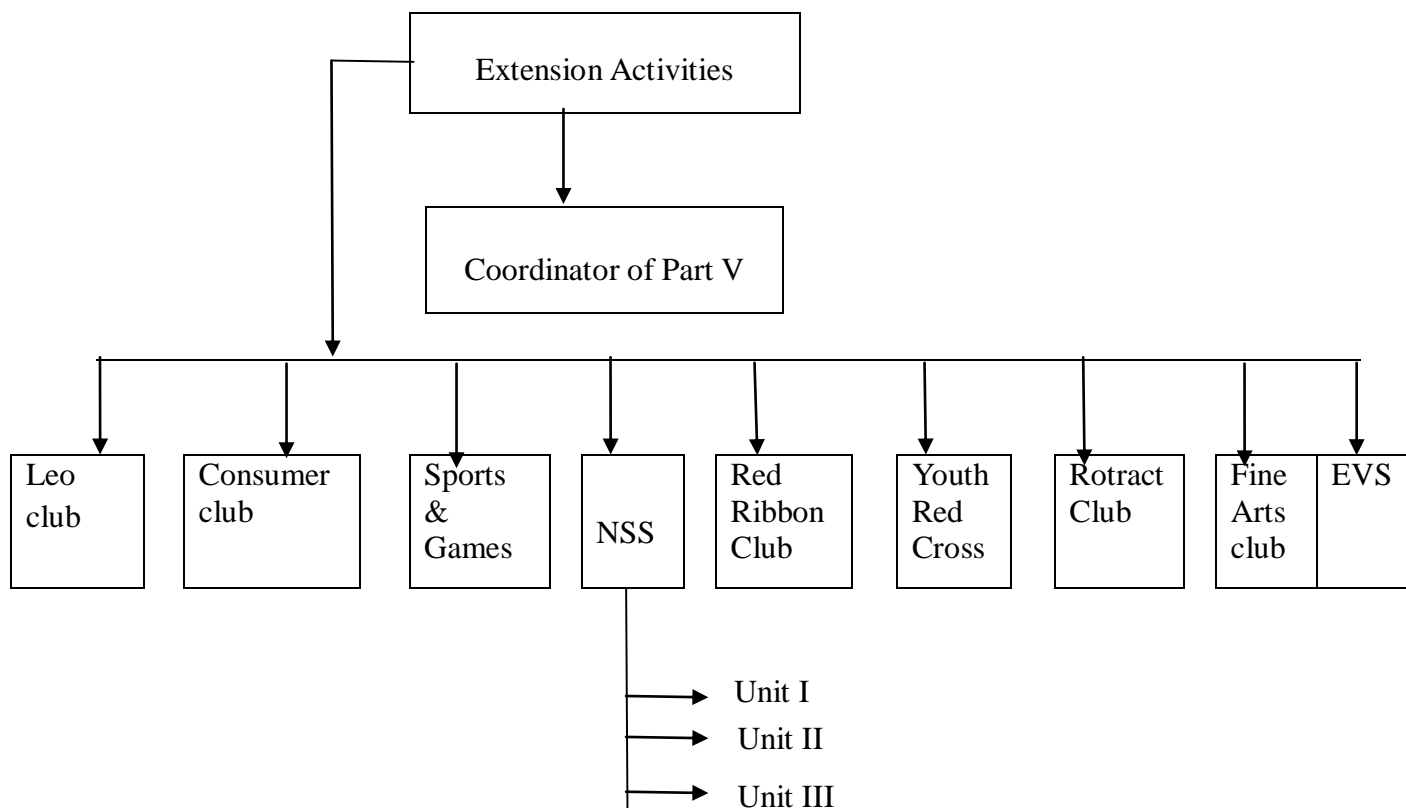 Extension Activities
Coordinator of Part V
Leo
club
Consumer
club
Sports
&
Games
NSS
Red
Ribbon
Club
Youth
Red
Cross
Rotract
Club
Fine
Arts
club
EVS
Unit I
Unit II
Unit III